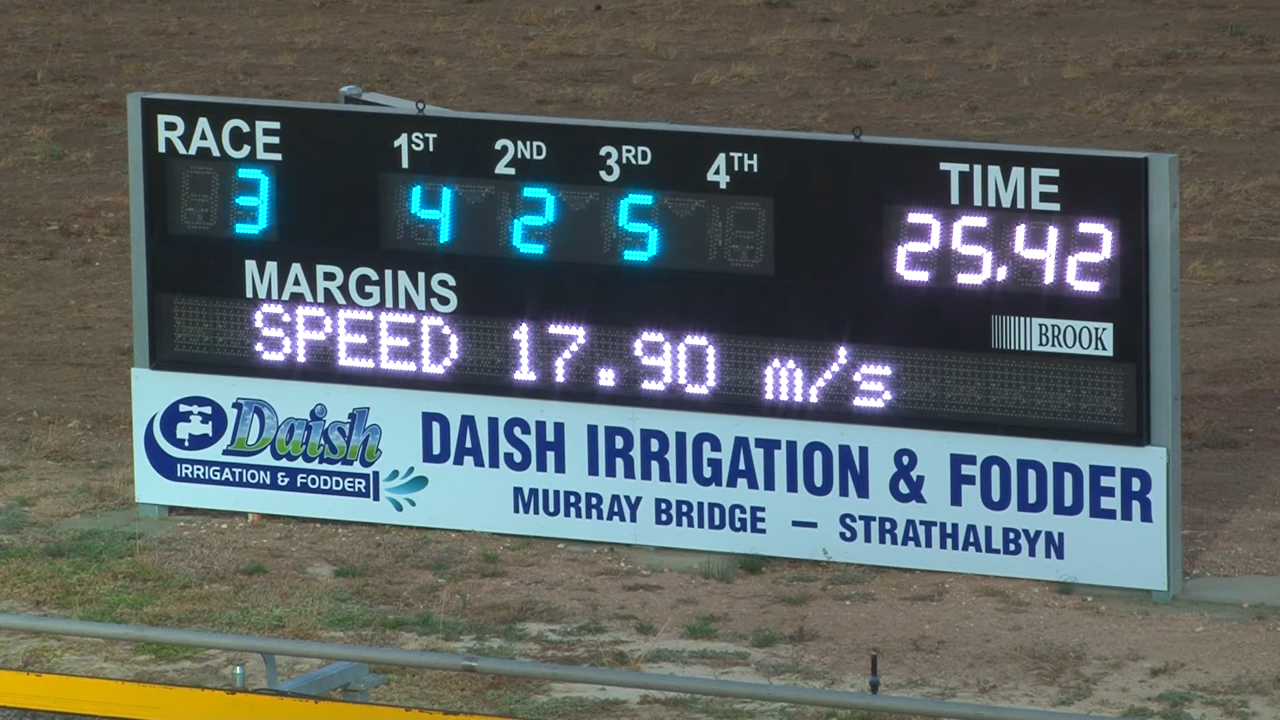 RACE 1ST 2ND 3RD 4TH TIME
3 4 2 5 25.42
MARGINS
BROOK
SPEED 17.90 m/s
Daish
IRRIGATION & FODDER
DAISH IRRIGATION & FODDER
MURRAY BRIDGE — STRATHALBYN